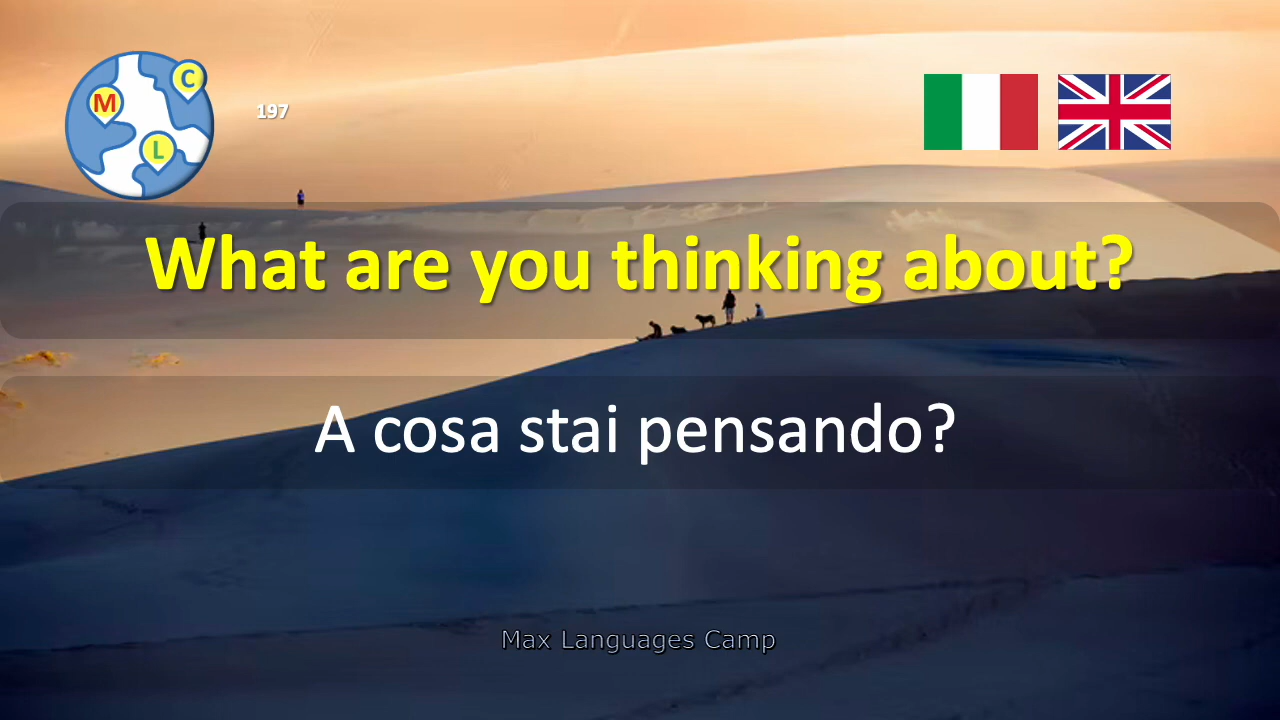 C
M
L
197
What are you thinking about?
A cosa stai pensando?
Max Languages Camp